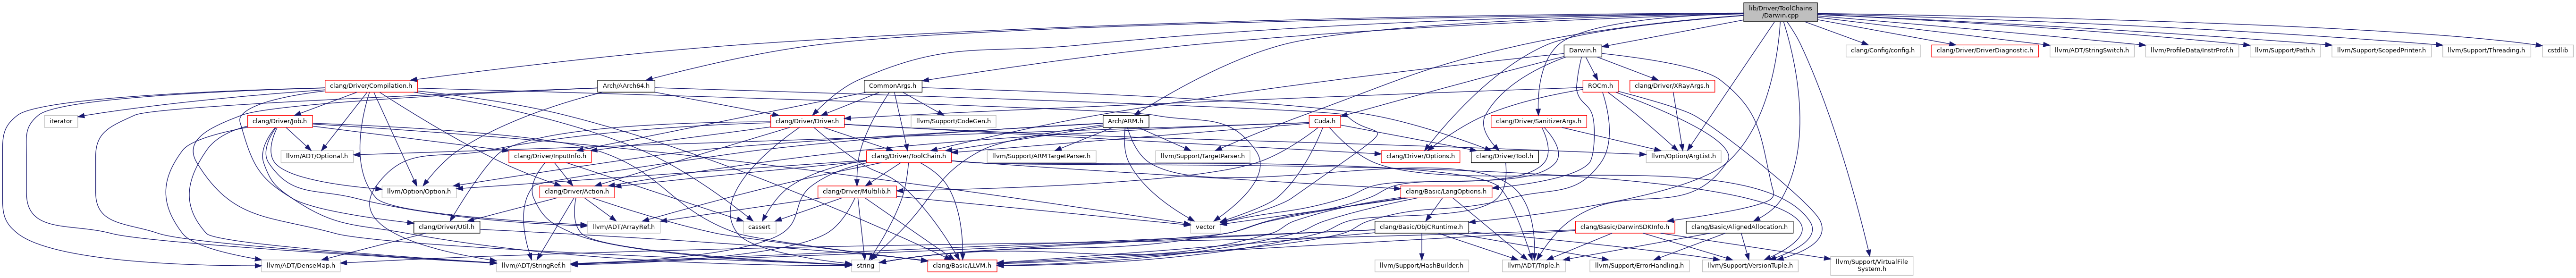 lib/Driver/ToolChains
/Darwin.cpp
Darwin.h
clang/Config/config.h
clang/Driver/DriverDiagnostic.h
llvm/ADT/StringSwitch.h
llvm/ProfileData/InstrProf.h
llvm/Support/Path.h
llvm/Support/ScopedPrinter.h
llvm/Support/Threading.h
cstdlib
clang/Driver/Compilation.h
Arch/AArch64.h
CommonArgs.h
ROCm.h
clang/Driver/XRayArgs.h
iterator
clang/Driver/Job.h
clang/Driver/Driver.h
llvm/Support/CodeGen.h
Arch/ARM.h
Cuda.h
clang/Driver/SanitizerArgs.h
llvm/ADT/Optional.h
clang/Driver/InputInfo.h
clang/Driver/ToolChain.h
llvm/Support/ARMTargetParser.h
llvm/Support/TargetParser.h
clang/Driver/Options.h
clang/Driver/Tool.h
llvm/Option/ArgList.h
llvm/Option/Option.h
clang/Driver/Action.h
clang/Driver/Multilib.h
clang/Basic/LangOptions.h
clang/Driver/Util.h
llvm/ADT/ArrayRef.h
cassert
vector
clang/Basic/ObjCRuntime.h
clang/Basic/DarwinSDKInfo.h
clang/Basic/AlignedAllocation.h
llvm/ADT/DenseMap.h
llvm/ADT/StringRef.h
string
clang/Basic/LLVM.h
llvm/Support/HashBuilder.h
llvm/ADT/Triple.h
llvm/Support/ErrorHandling.h
llvm/Support/VersionTuple.h
llvm/Support/VirtualFile
System.h